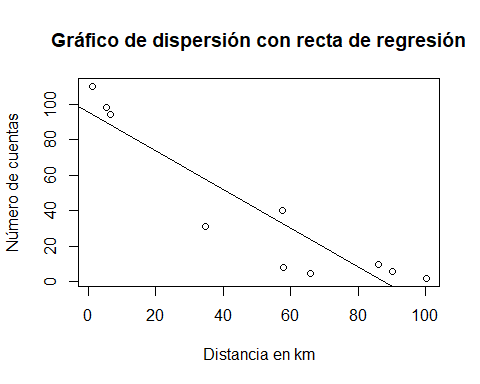 Gráfico de dispersión con recta de regresión
Número de cuentas
100
80
60
40
20
0
0 20 40 60 80 100
Distancia en km